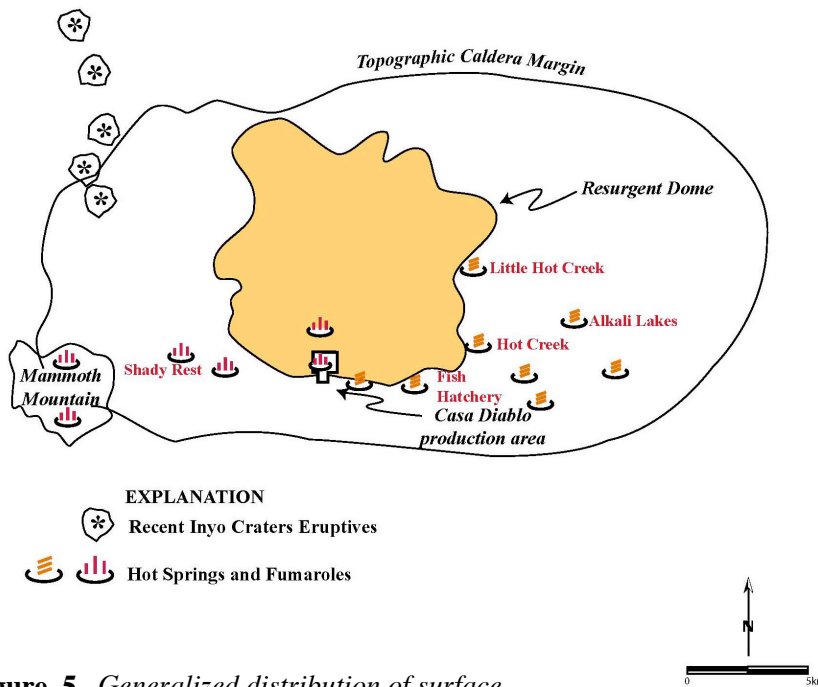 Topographic Caldera Margin
Resurgent Dome
Little Hot Creek
Alkali Lakes
Hot Creek
Shady Rest
Mammoth
Mountain
Fish
Hatchery
Casa Diablo
production area
EXPLANATION
Recent Inyo Craters Eruptives
Hot Springs and Fumaroles
N
0
5. Generalized distribution of surface